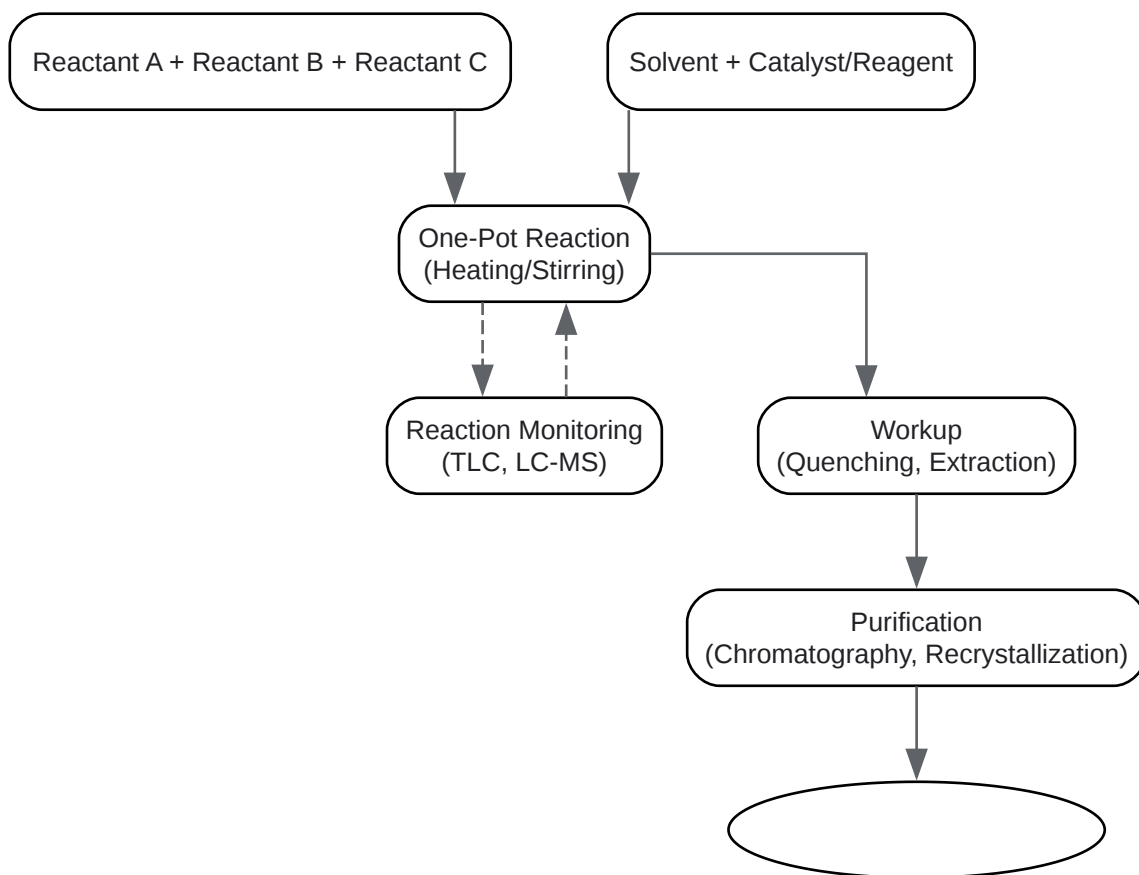 Reactant A + Reactant B + Reactant C
Solvent + Catalyst/Reagent
One-Pot Reaction
(Heating/Stirring)
Reaction Monitoring
(TLC, LC-MS)
Workup
(Quenching, Extraction)
Purification
(Chromatography, Recrystallization)